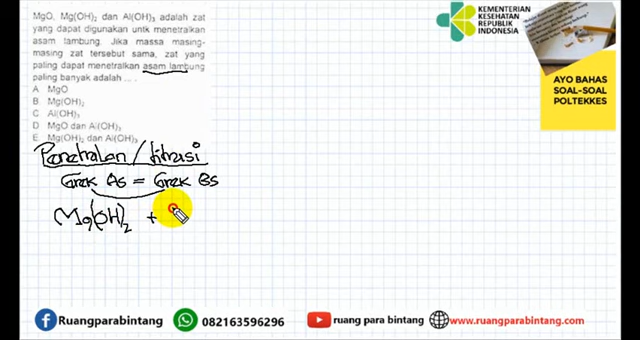 MgO, Mg(OH)₂ dan Al(OH)₃ adalah zat
yang dapat digunakan untuk menetralkan
asam lambung. Jika massa masing-
masing zat tersebut sama, zat yang
paling dapat menetralkan asam lambung
paling banyak adalah ... .
A MgO
B. Mg(OH)₂
C Al(OH)₃
D MgO dan Al(OH)₃
E. Mg(OH)₂ dan Al(OH)₃
Penetralan / titrasi
Grek AS = Grek BS
Mg(OH)₂ +
KEMENTERIAN
KESEHATAN
REPUBLIK
INDONESIA
AYO BAHAS
SOAL-SOAL
POLTEKKES
Ruangparabintang
082163596296
ruang para bintang
www.ruangparabintang.com